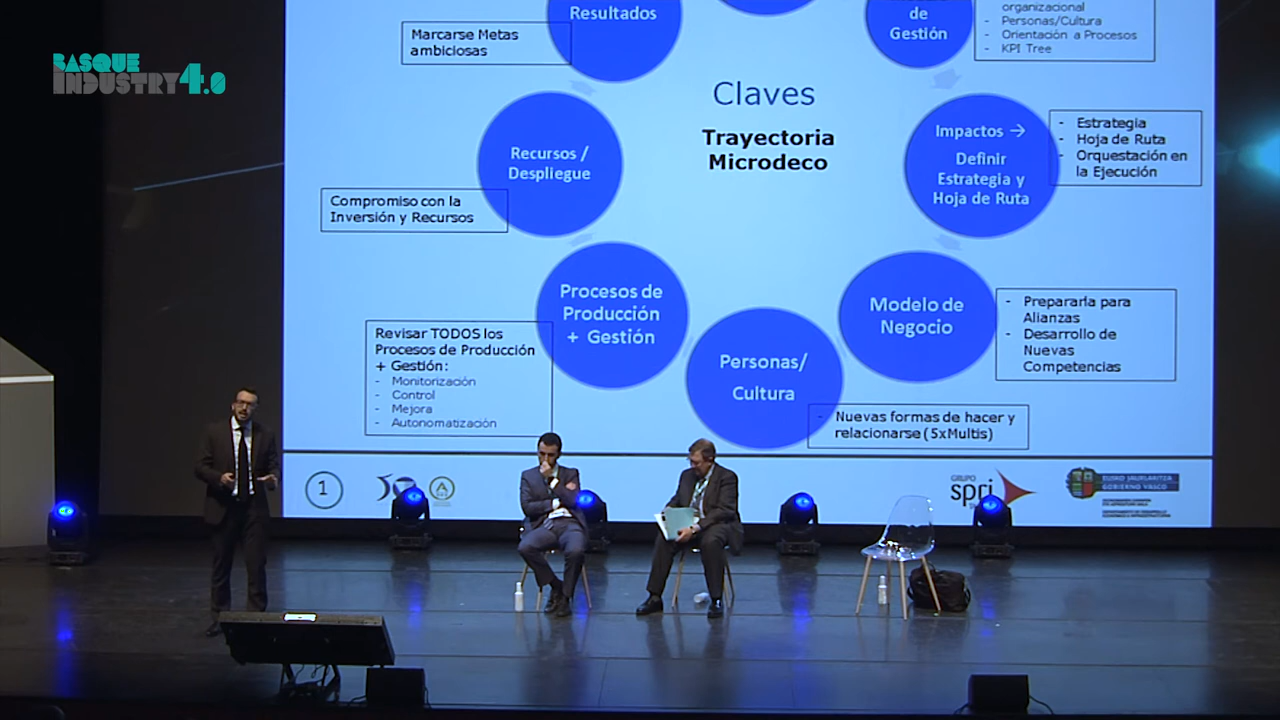 BASQUE
INDUSTRY 4.0
Resultados
Marcarse Metas
ambiciosas
de
Gestión
organizacional
- Personas/Cultura
- Orientación a Procesos
- KPI Tree
Claves
Trayectoria
Microdeco
Recursos /
Despliegue
Compromiso con la
Inversión y Recursos
Impactos →
Definir
Estrategia y
Hoja de Ruta
- Estrategia
- Hoja de Ruta
- Orquestación en
la Ejecución
Procesos de
Producción
+ Gestión
Revisar TODOS los
Procesos de Producción
+ Gestión:
- Monitorización
- Control
- Mejora
- Autonomatización
Personas/
Cultura
- Nuevas formas de hacer y
relacionarse (5xMultis)
Modelo de
Negocio
- Prepararla para
Alianzas
- Desarrollo de
Nuevas
Competencias
1
GRUPO
spri
EUSKO JAURLARITZA
GOBIERNO VASCO